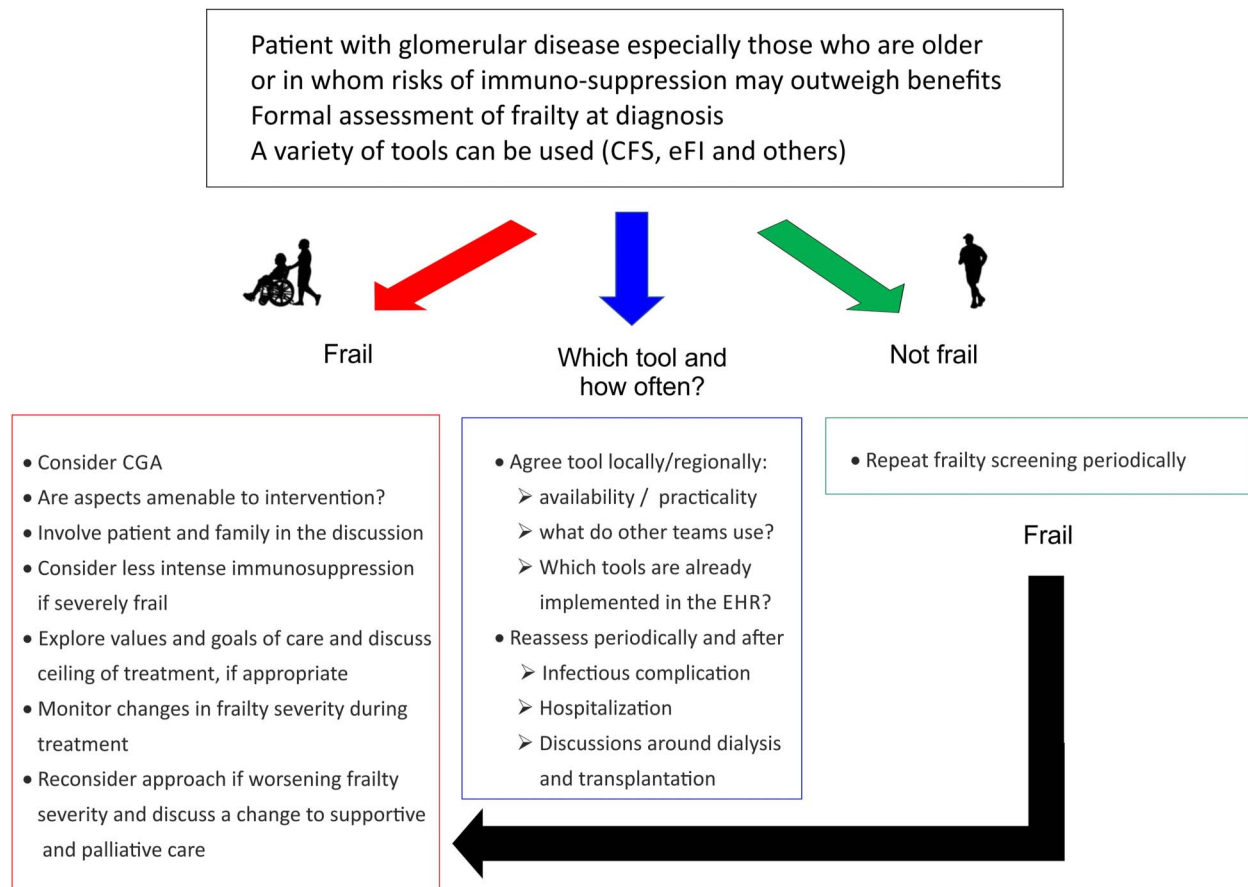 Patient with glomerular disease especially those who are older
or in whom risks of immuno-suppression may outweigh benefits
Formal assessment of frailty at diagnosis
A variety of tools can be used (CFS, eFI and others)
Frail
Which tool and
how often?
Not frail
• Consider CGA
• Are aspects amenable to intervention?
• Involve patient and family in the discussion
• Consider less intense immunosuppression
if severely frail
• Explore values and goals of care and discuss
ceiling of treatment, if appropriate
• Monitor changes in frailty severity during
treatment
• Reconsider approach if worsening frailty
severity and discuss a change to supportive
and palliative care
• Agree tool locally/regionally:
➢ availability / practicality
➢ what do other teams use?
➢ Which tools are already
implemented in the EHR?
• Reassess periodically and after
➢ Infectious complication
➢ Hospitalization
➢ Discussions around dialysis
and transplantation
• Repeat frailty screening periodically
Frail